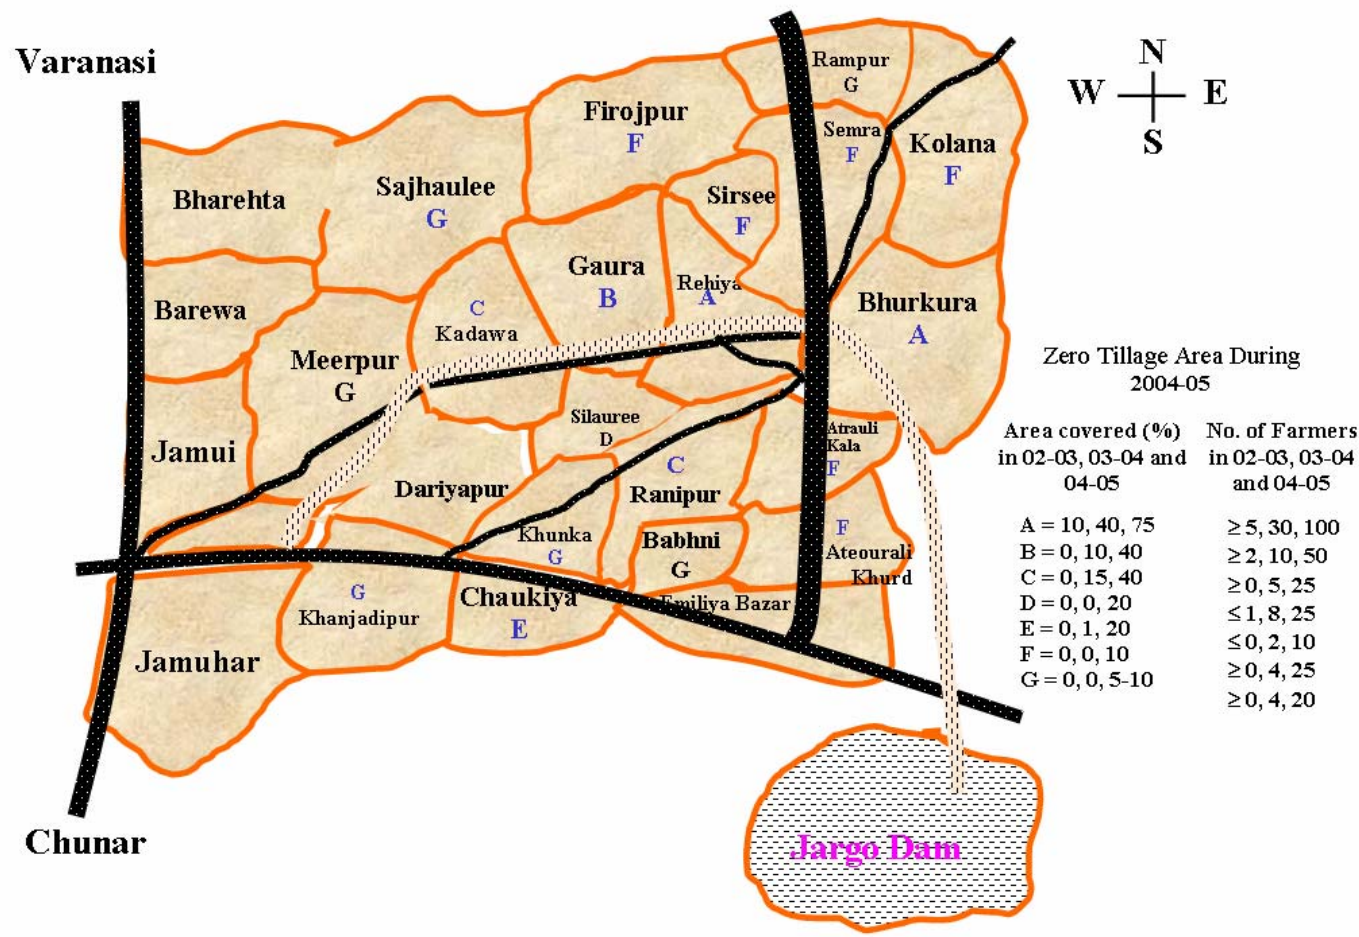 Varanasi
N
W
E
S
Rampur
G
Firojpur
F
Semra
F
Kolana
F
Bharehta
Sajhaulee
G
Sirsee
F
Gaura
B
Rehiya
A
Barewa
C
Kadawa
Bhurkura
A
Meerpur
G
Silauree
D
Atrauli
Kala
F
Jamui
Dariyapur
C
Ranipur
Khunka
G
Babhni
G
F
Ateourali
Khurd
G
Khanjadipur
Chaukiya
E
Emiliya Bazar
Jamuhar
Chunar
Jargo Dam
Zero Tillage Area During
2004-05
Area covered (%)
in 02-03, 03-04 and
04-05
A = 10, 40, 75
B = 0, 10, 40
C = 0, 15, 40
D = 0, 0, 20
E = 0, 1, 20
F = 0, 0, 10
G = 0, 0, 5-10
No. of Farmers
in 02-03, 03-04
and 04-05
≥ 5, 30, 100
≥ 2, 10, 50
≥ 0, 5, 25
≤ 1, 8, 25
≤ 0, 2, 10
≥ 0, 4, 25
≥ 0, 4, 20